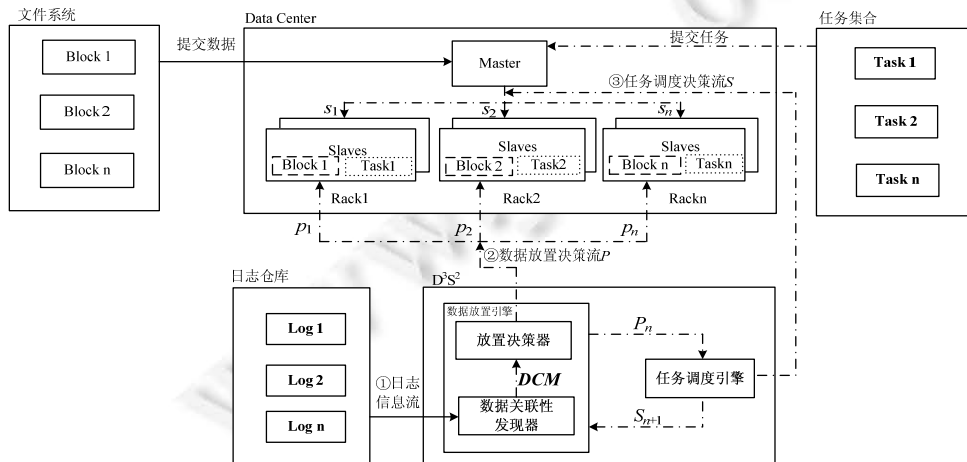 文件系统
Block 1
Block 2
Block n
提交数据
Data Center
Master
提交任务
③任务调度决策流S
s1
s2
sn
Slaves
Block 1
Task1
Rack1
Slaves
Block 2
Task2
Rack2
Slaves
Block n
Taskn
Rackn
任务集合
Task 1
Task 2
Task n
p1
p2
pn
②数据放置决策流P
日志仓库
Log 1
Log 2
Log n
①日志
信息流
D³S²
数据放置引擎
放置决策器
DCM
数据关联性
发现器
Pn
任务调度引擎
Sn+1